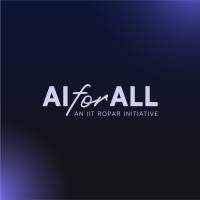 AI for ALL
AN IIT ROPAR INITIATIVE